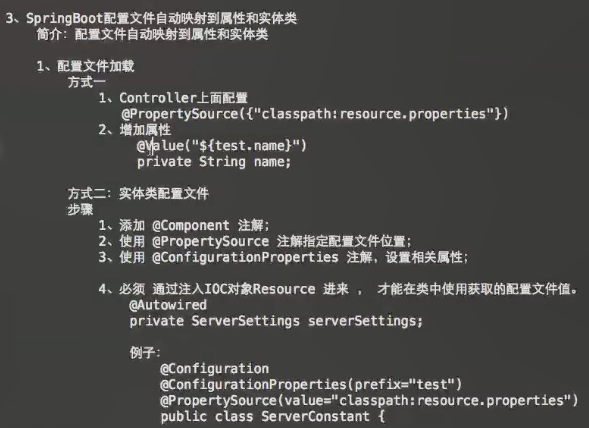 3、SpringBoot配置文件自动映射到属性和实体类
简介：配置文件自动映射到属性和实体类
1、配置文件加载
方式一
1、Controller上面配置
@PropertySource({"classpath:resource.properties"})
2、增加属性
@Value("${test.name}")
private String name;
方式二：实体类配置文件
步骤
1、添加 @Component 注解；
2、使用 @PropertySource 注解指定配置文件位置；
3、使用 @ConfigurationProperties 注解，设置相关属性；
4、必须 通过注入IOC对象Resource 进来 ， 才能在类中使用获取的配置文件值。
@Autowired
private ServerSettings serverSettings;
例子：
@Configuration
@ConfigurationProperties(prefix="test")
@PropertySource(value="classpath:resource.properties")
public class ServerConstant {